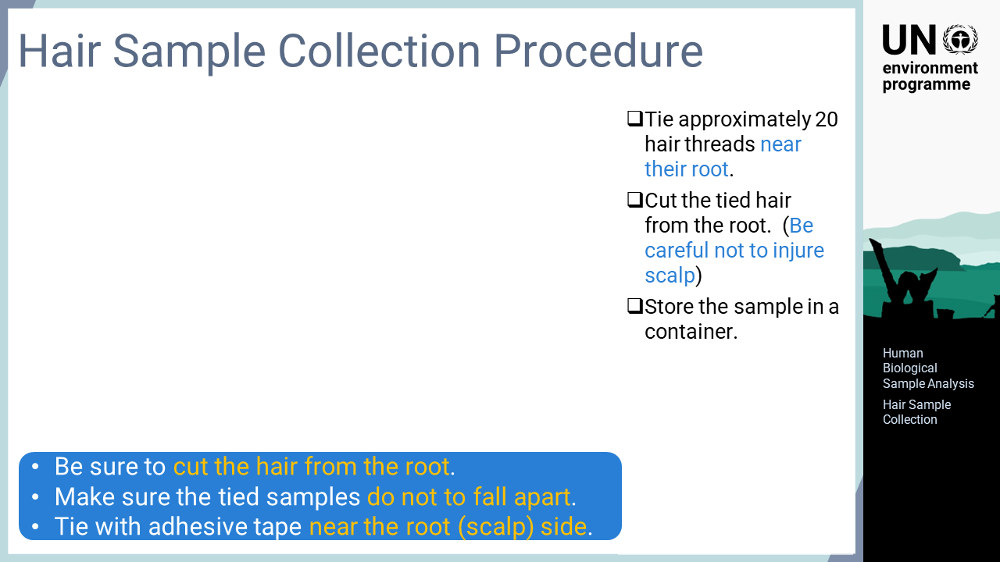 Hair Sample Collection Procedure
❑Tie approximately 20
hair threads near
their root.
❑Cut the tied hair
from the root.  (Be
careful not to injure
scalp)
❑Store the sample in a
container.
• Be sure to cut the hair from the root.
• Make sure the tied samples do not to fall apart.
• Tie with adhesive tape near the root (scalp) side.
UN
environment
programme
Human
Biological
Sample Analysis
Hair Sample
Collection